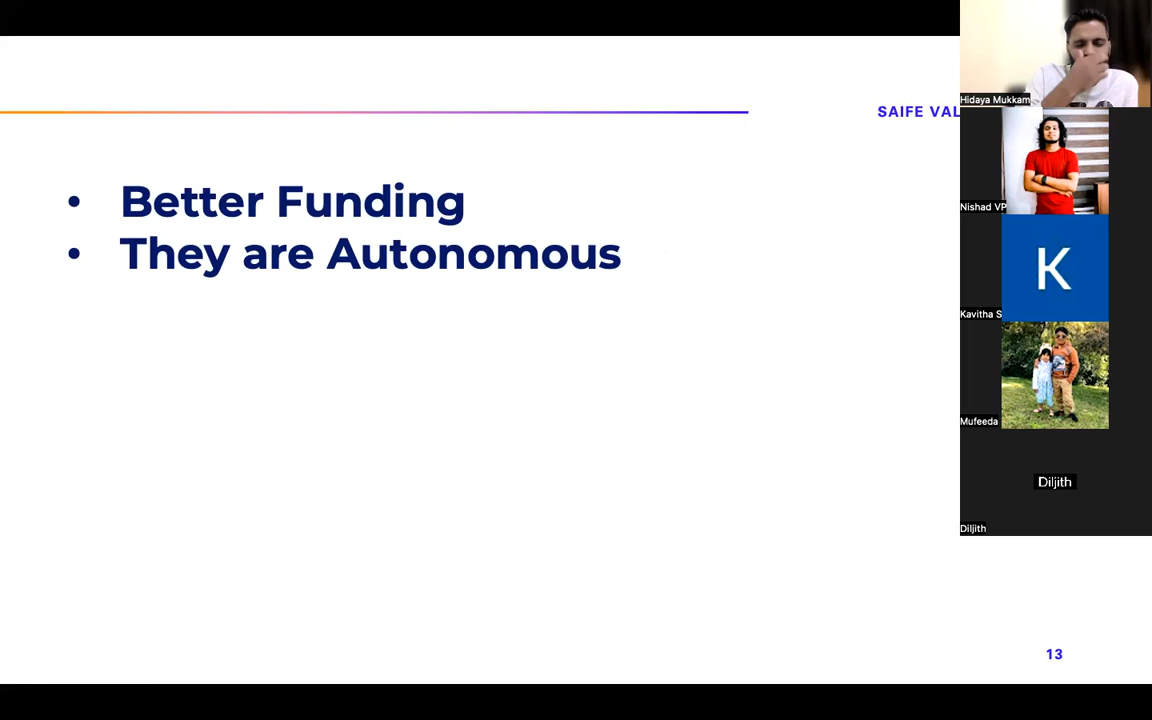 SAIFE VAL
• Better Funding
• They are Autonomous
13
Hidaya Mukkam
Nishad VP
K
Kavitha S
Mufeeda
Diljith
Diljith